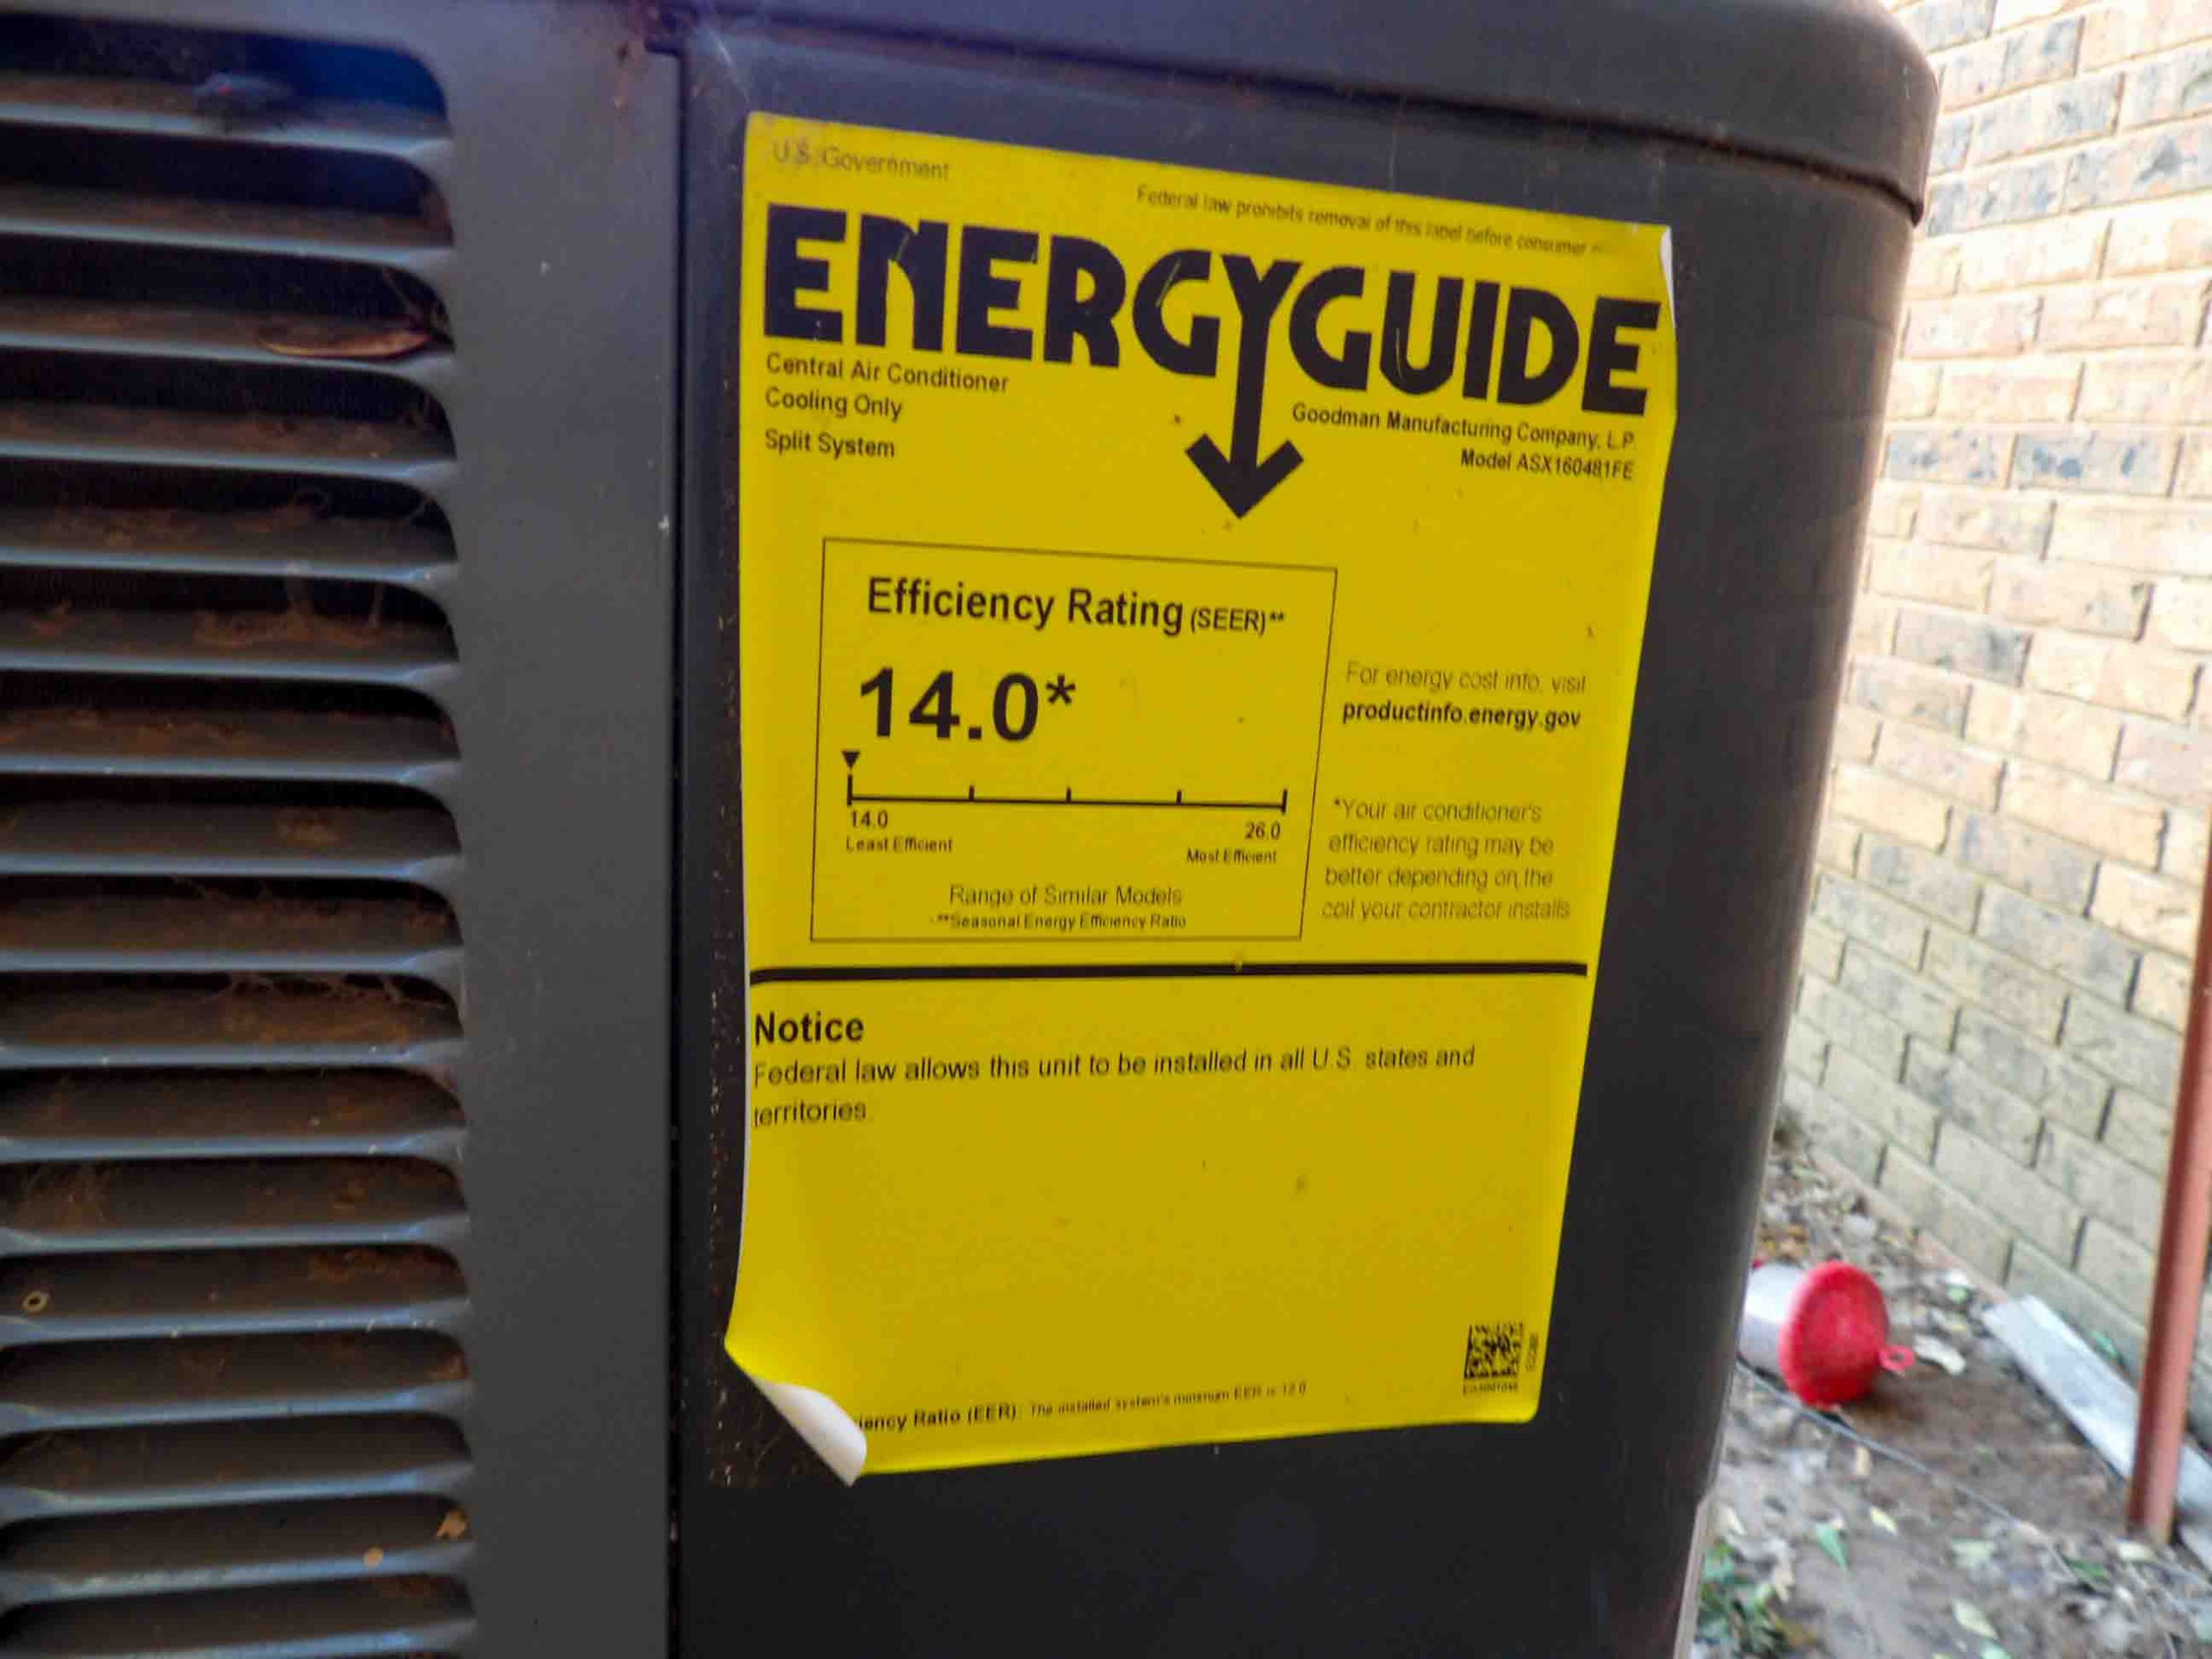 U.S. Government
Federal law prohibits removal of this label before consumer
ENERGYGUIDE
Central Air Conditioner
Cooling Only
Split System
Goodman Manufacturing Company, L.P.
Model ASX160481FE
Efficiency Rating (SEER)**
14.0*
14.0
Least Efficient
26.0
Most Efficient
Range of Similar Models
**Seasonal Energy Efficiency Ratio
For energy cost info, visit
productinfo.energy.gov
*Your air conditioner's
efficiency rating may be
better depending on the
coil your contractor installs
Notice
Federal law allows this unit to be installed in all U.S. states and
territories.
iency Ratio (EER): The installed system's minimum EER is 12.0